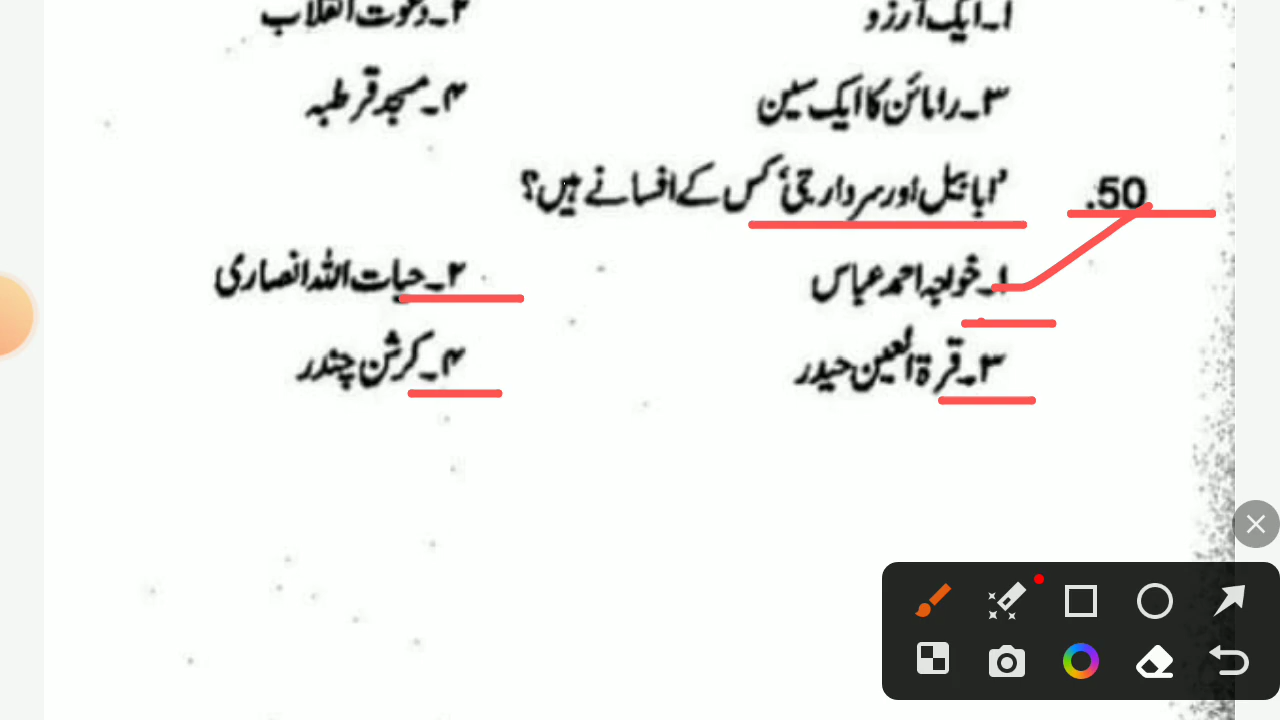 ۱۔ایک آرزو ۲۔دعوت انقلاب
۳۔رامائن کا ایک سین ۴۔مسجد قرطبہ
50. ’ابابیل‘ اور سردار جی‘ کس کے افسانے ہیں؟
۱۔خواجہ احمد عباس ۲۔حیات اللہ انصاری
۳۔قرۃ العین حیدر ۴۔کرشن چندر